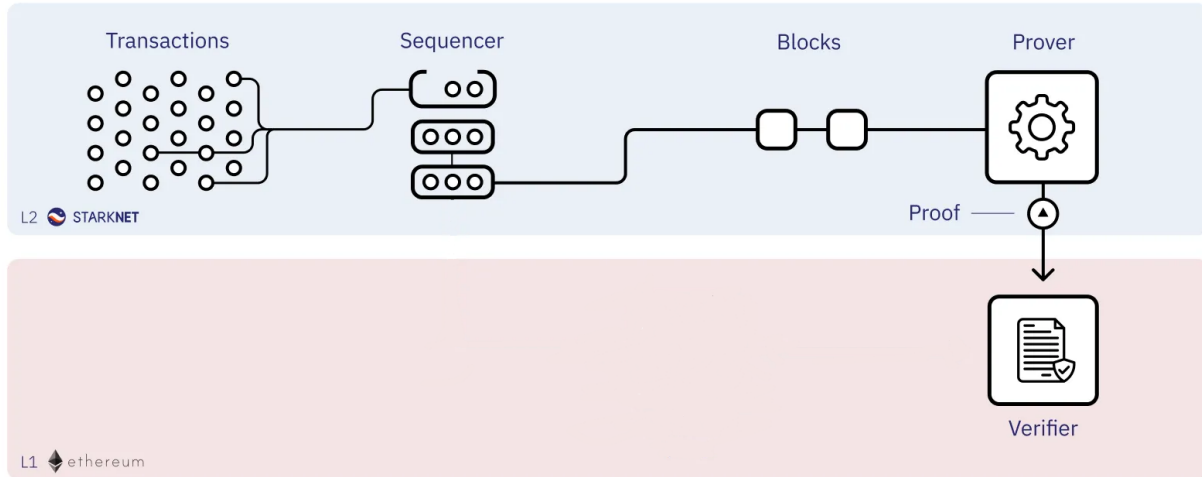 Transactions
Sequencer
Blocks
Prover
L2 STARKNET
Proof
Verifier
L1 ethereum